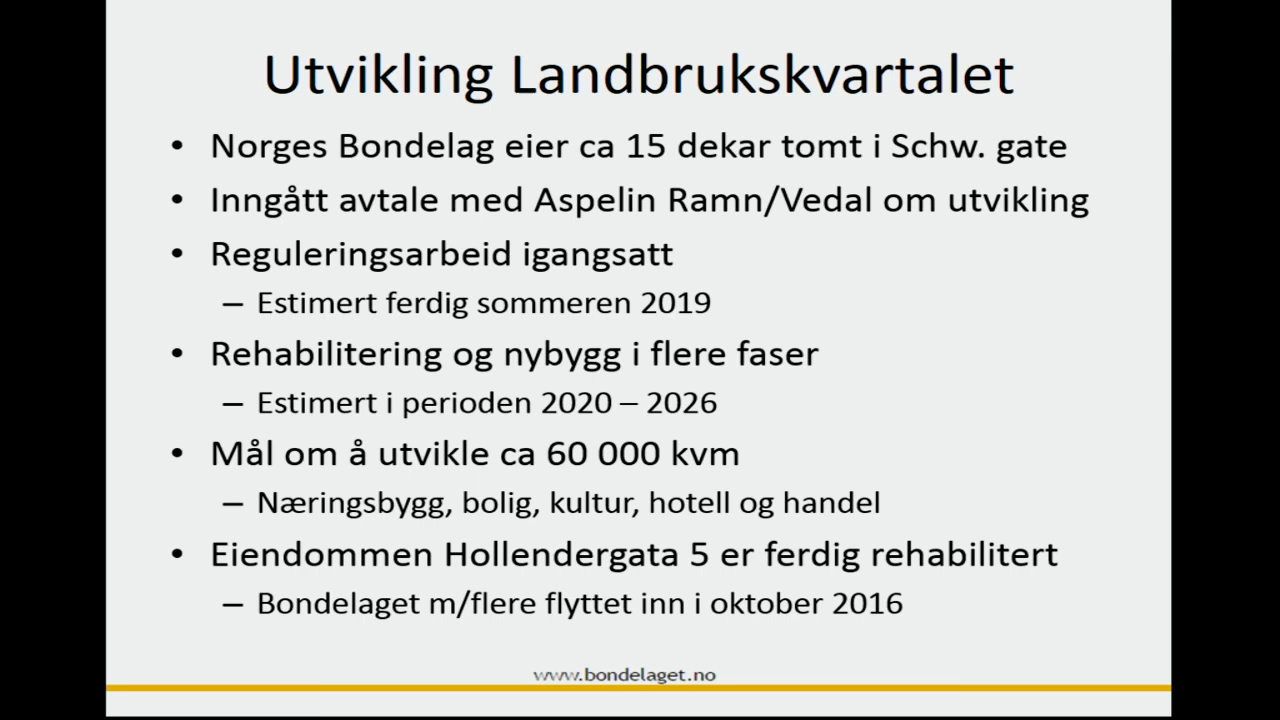 Utvikling Landbrukskvartalet
• Norges Bondelag eier ca 15 dekar tomt i Schw. gate
• Inngått avtale med Aspelin Ramn/Vedal om utvikling
• Reguleringsarbeid igangsatt
– Estimert ferdig sommeren 2019
• Rehabilitering og nybygg i flere faser
– Estimert i perioden 2020 – 2026
• Mål om å utvikle ca 60 000 kvm
– Næringsbygg, bolig, kultur, hotell og handel
• Eiendommen Hollendergata 5 er ferdig rehabilitert
– Bondelaget m/flere flyttet inn i oktober 2016
www.bondelaget.no